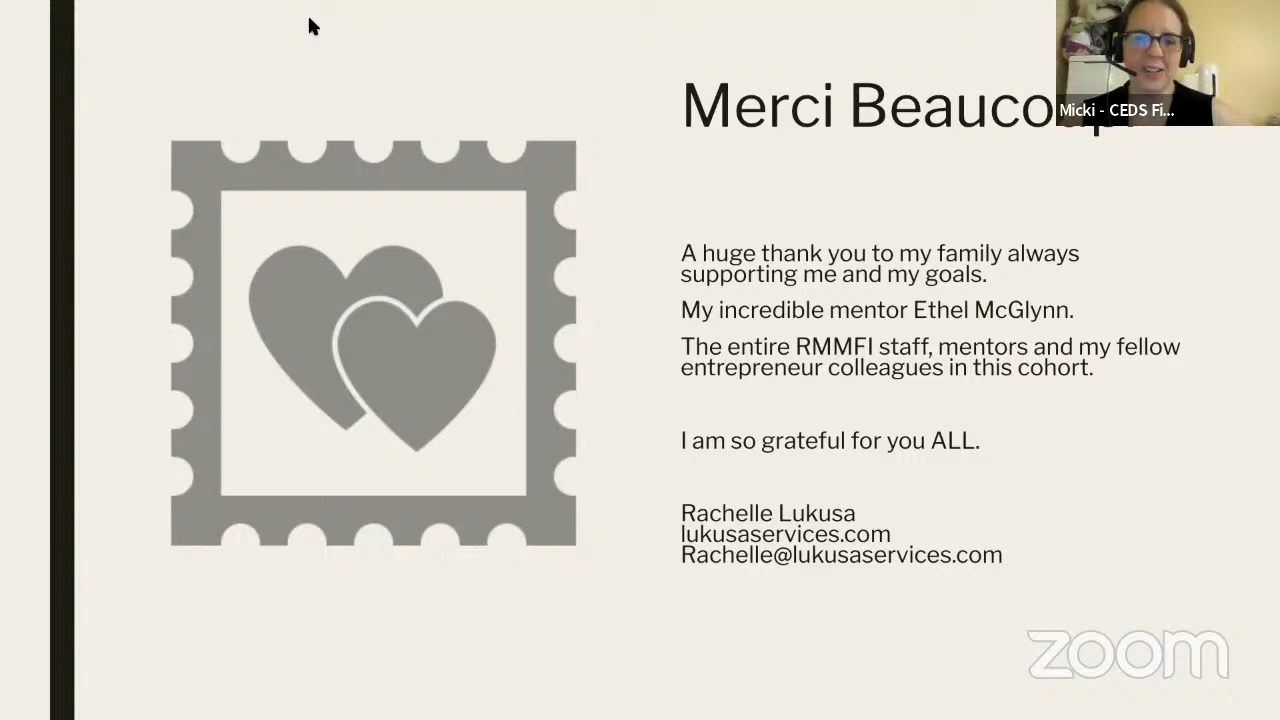 Merci Beauco
Micki - CEDS Fi...
A huge thank you to my family always
supporting me and my goals.
My incredible mentor Ethel McGlynn.
The entire RMMFI staff, mentors and my fellow
entrepreneur colleagues in this cohort.
I am so grateful for you ALL.
Rachelle Lukusa
lukusaservices.com
Rachelle@lukusaservices.com
zoom